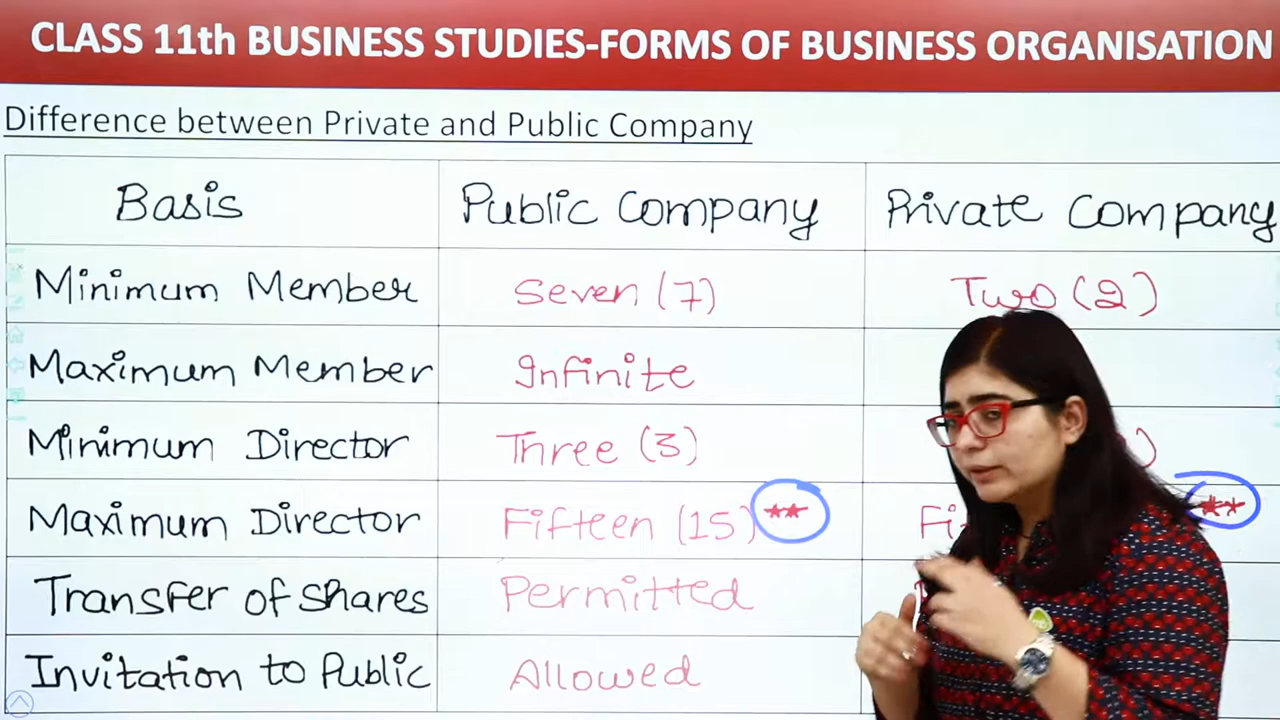 CLASS 11th BUSINESS STUDIES-FORMS OF BUSINESS ORGANISATION
Difference between Private and Public Company
Basis Public Company Private Company
Minimum Member Seven (7) Two (2)
Maximum Member Infinite
Minimum Director Three (3) )
Maximum Director Fifteen (15) ** Fi **
Transfer of shares Permitted
Invitation to Public Allowed